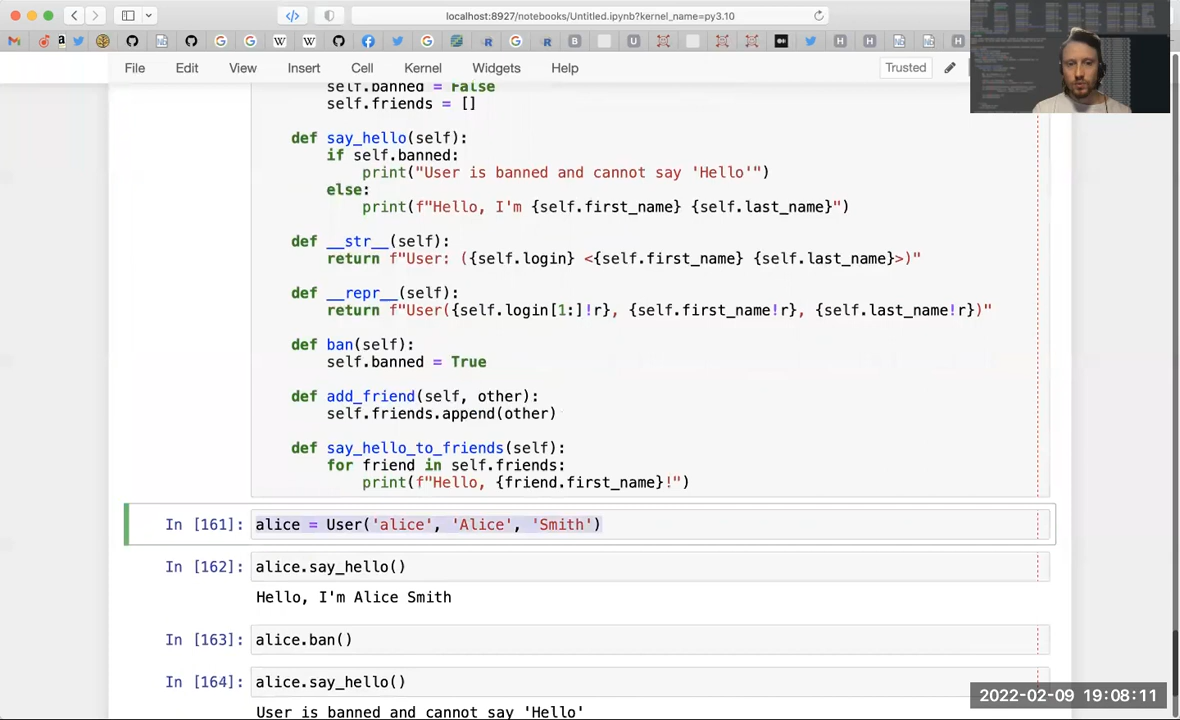 localhost:8927/notebooks/Untitled.ipynb?kernel_name=py3.10
File Edit View Insert Cell Kernel Widgets Help Trusted
self.banned = False
self.friends = []
def say_hello(self):
if self.banned:
print("User is banned and cannot say 'Hello'")
else:
print(f"Hello, I'm {self.first_name} {self.last_name}")
def __str__(self):
return f"User: ({self.login} <{self.first_name} {self.last_name}>)"
def __repr__(self):
return f"User({self.login[1:]!r}, {self.first_name!r}, {self.last_name!r})"
def ban(self):
self.banned = True
def add_friend(self, other):
self.friends.append(other)
def say_hello_to_friends(self):
for friend in self.friends:
print(f"Hello, {friend.first_name}!")
In [161]: alice = User('alice', 'Alice', 'Smith')
In [162]: alice.say_hello()
Hello, I'm Alice Smith
In [163]: alice.ban()
In [164]: alice.say_hello()
User is banned and cannot say 'Hello'
2022-02-09 19:08:11